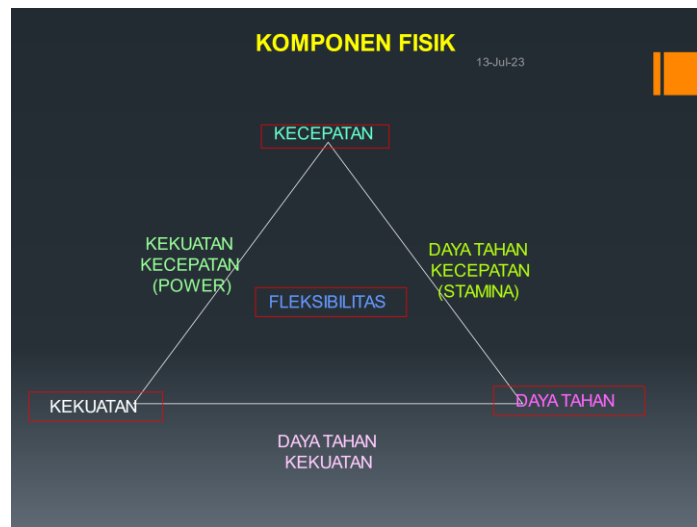 KOMPONEN FISIK
13-Jul-23
KECEPATAN
KEKUATAN
KECEPATAN
(POWER)
DAYA TAHAN
KECEPATAN
(STAMINA)
FLEKSIBILITAS
KEKUATAN
DAYA TAHAN
DAYA TAHAN
KEKUATAN